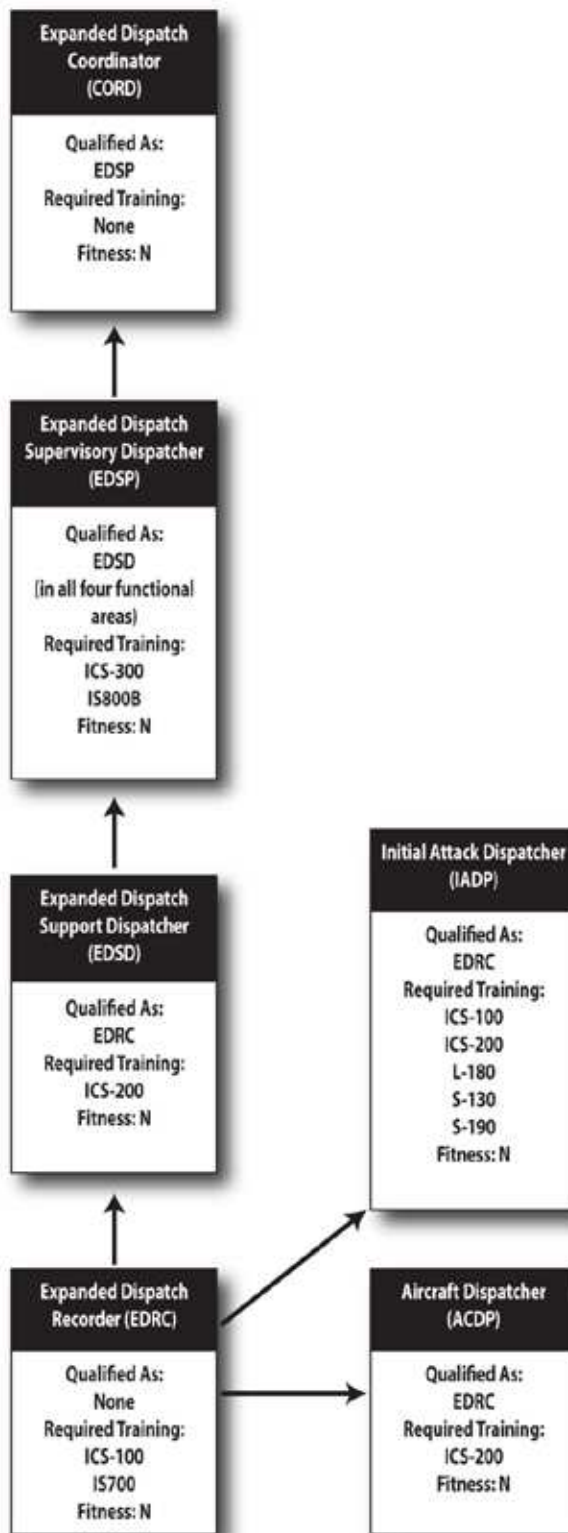 Expanded Dispatch
Coordinator
(CORD)
Qualified As:
EDSP
Required Training:
None
Fitness: N
Expanded Dispatch
Supervisory Dispatcher
(EDSP)
Qualified As:
EDSD
(in all four functional
areas)
Required Training:
ICS-300
IS800B
Fitness: N
Expanded Dispatch
Support Dispatcher
(EDSD)
Qualified As:
EDRC
Required Training:
ICS-200
Fitness: N
Initial Attack Dispatcher
(IADP)
Qualified As:
EDRC
Required Training:
ICS-100
ICS-200
L-180
S-130
S-190
Fitness: N
Expanded Dispatch
Recorder (EDRC)
Qualified As:
None
Required Training:
ICS-100
IS700
Fitness: N
Aircraft Dispatcher
(ACDP)
Qualified As:
EDRC
Required Training:
ICS-200
Fitness: N